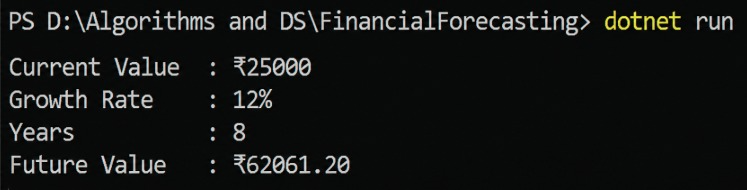 PS D:\Algorithms and DS\FinancialForecasting> dotnet run
Current Value  : ₹25000
Growth Rate    : 12%
Years          : 8
Future Value   : ₹62061.20